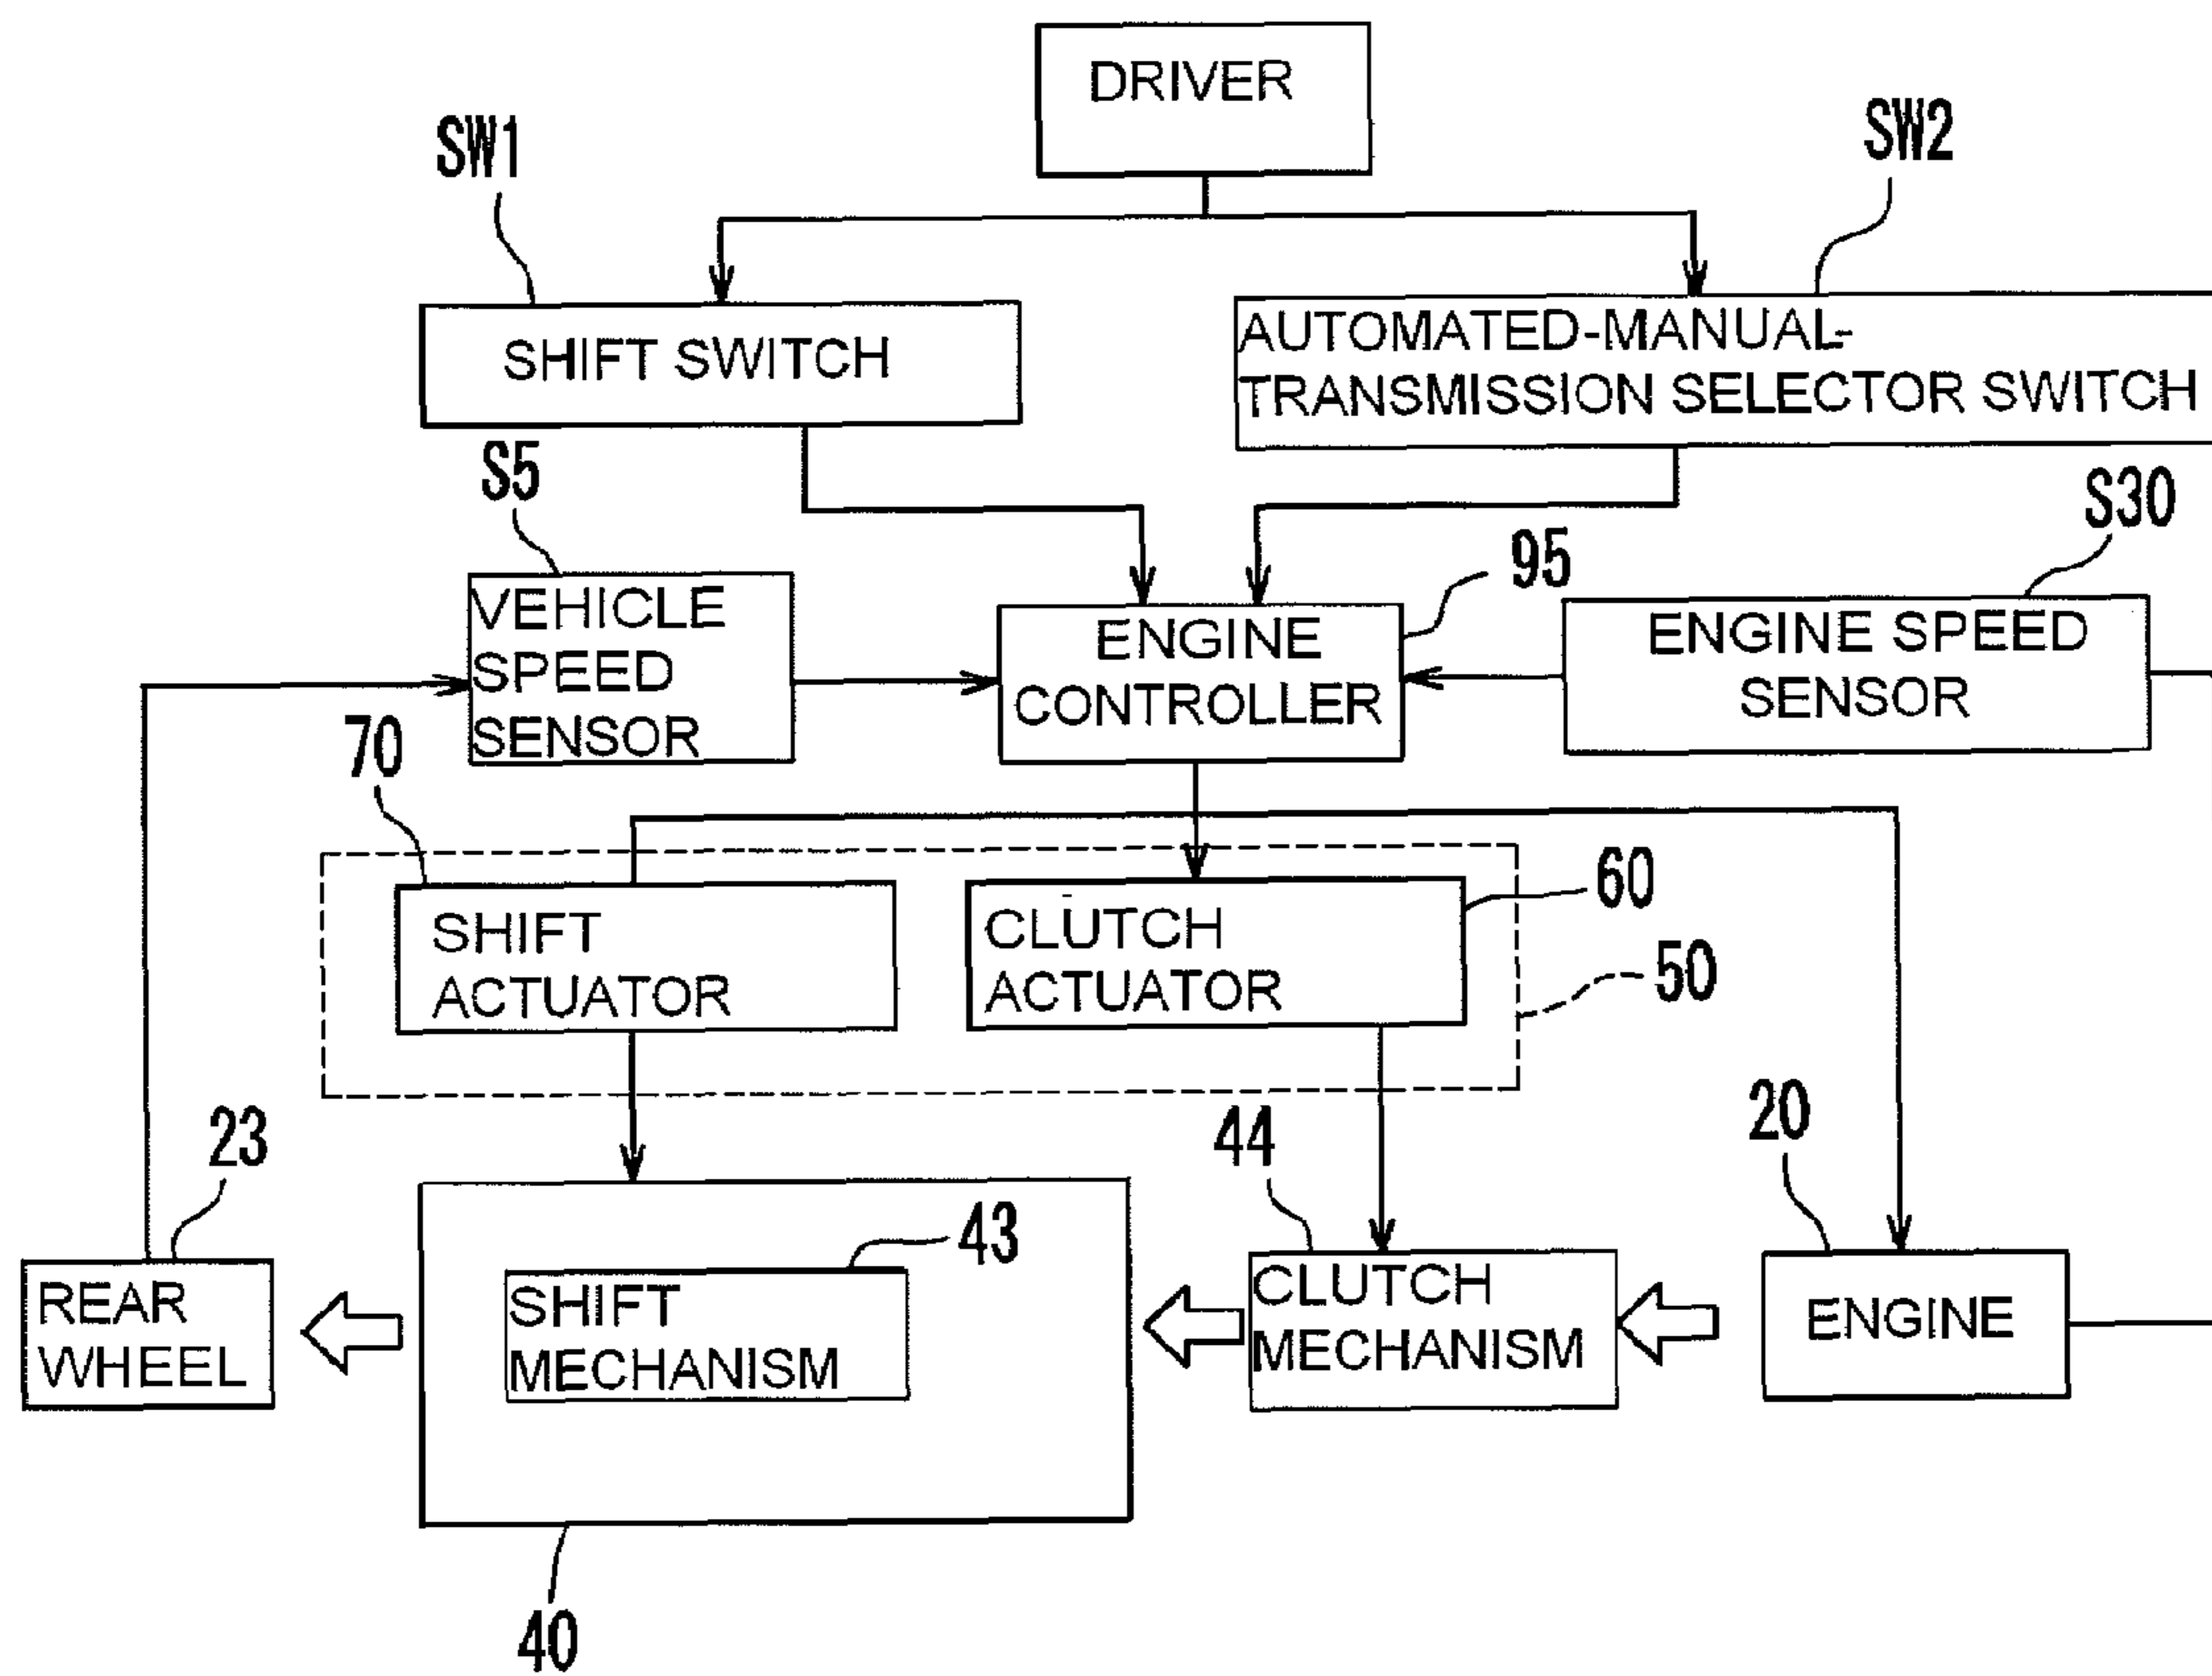 DRIVER
SW1
SW2
SHIFT SWITCH
AUTOMATED-MANUAL-
TRANSMISSION SELECTOR SWITCH
S5
S30
95
VEHICLE
SPEED
SENSOR
ENGINE
CONTROLLER
ENGINE SPEED
SENSOR
70
60
SHIFT
ACTUATOR
CLUTCH
ACTUATOR
50
23
44
20
43
REAR
WHEEL
SHIFT
MECHANISM
CLUTCH
MECHANISM
ENGINE
40